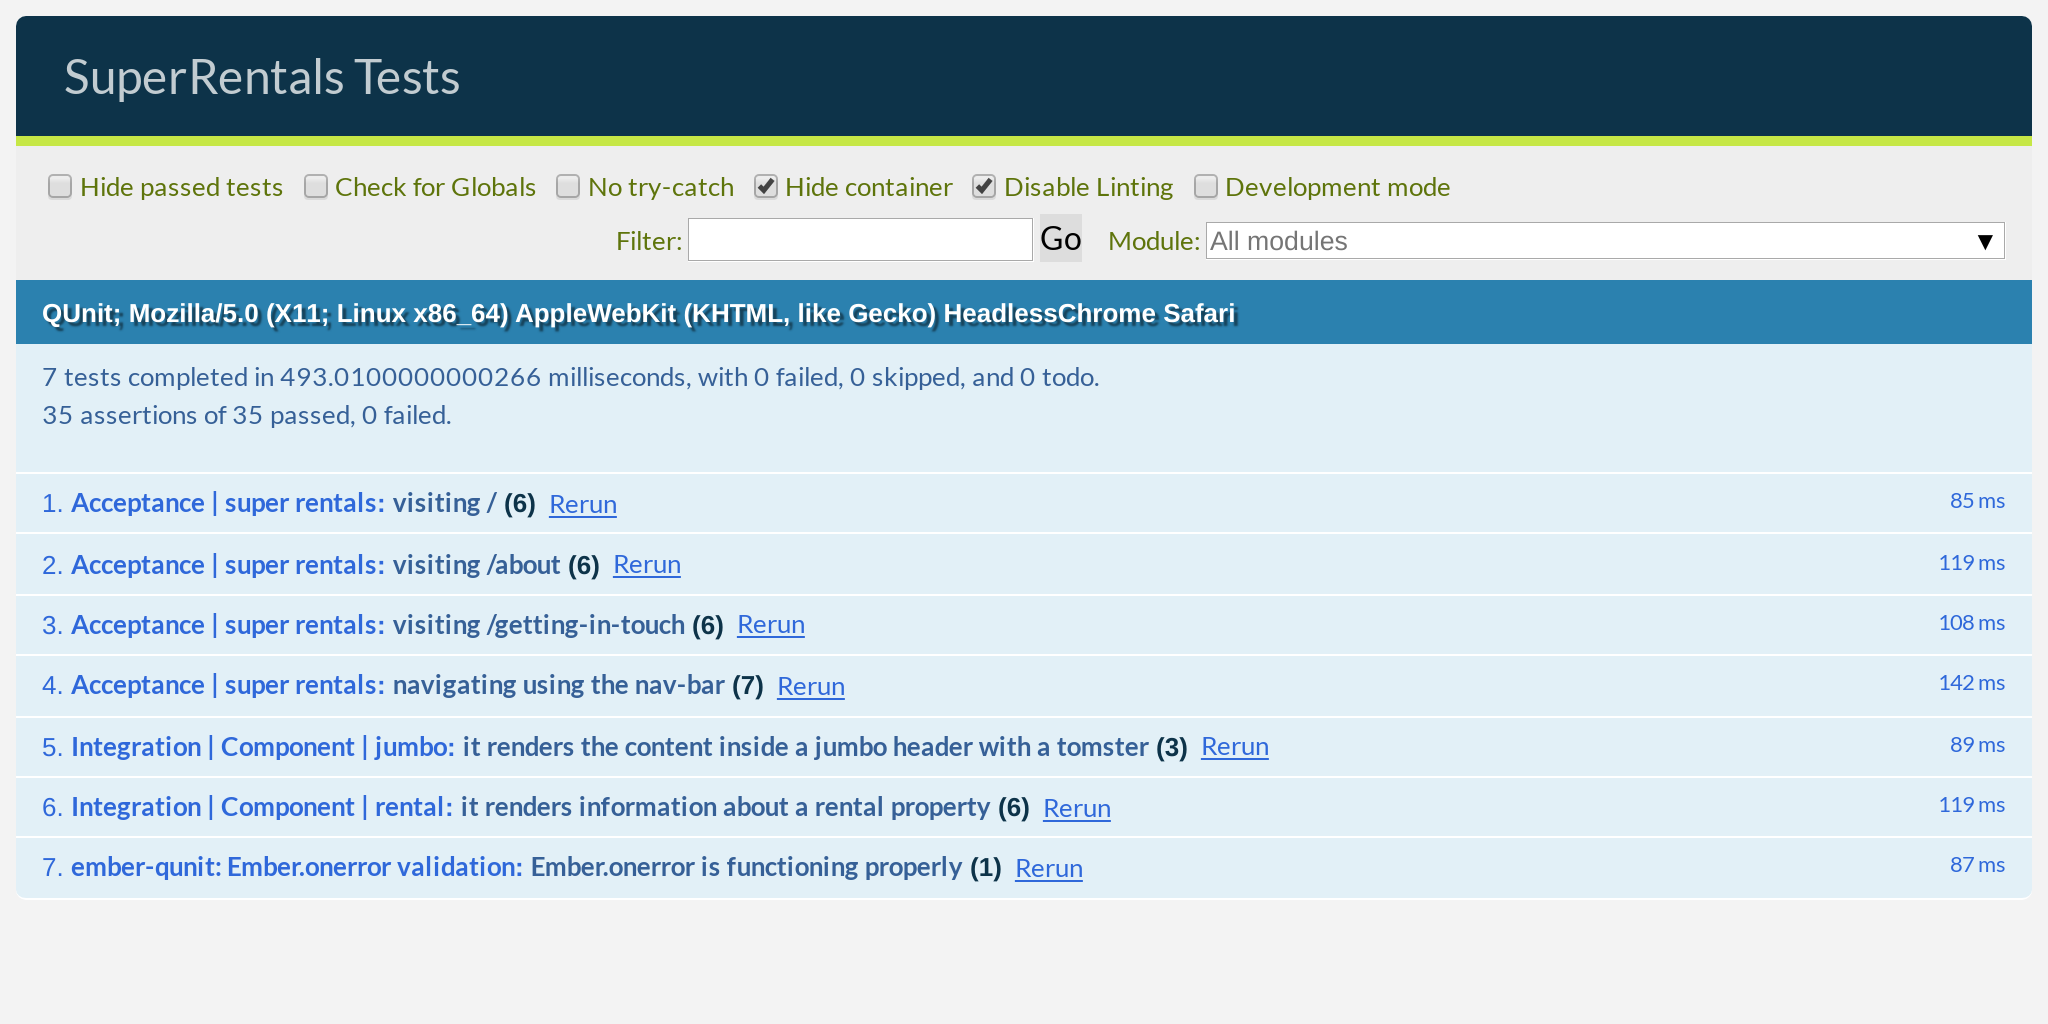 SuperRentals Tests
Hide passed tests Check for Globals No try-catch Hide container Disable Linting Development mode
Filter: Go Module: All modules ▼
QUnit; Mozilla/5.0 (X11; Linux x86_64) AppleWebKit (KHTML, like Gecko) HeadlessChrome Safari
7 tests completed in 493.0100000000266 milliseconds, with 0 failed, 0 skipped, and 0 todo.
35 assertions of 35 passed, 0 failed.
1. Acceptance | super rentals: visiting / (6) Rerun 85 ms
2. Acceptance | super rentals: visiting /about (6) Rerun 119 ms
3. Acceptance | super rentals: visiting /getting-in-touch (6) Rerun 108 ms
4. Acceptance | super rentals: navigating using the nav-bar (7) Rerun 142 ms
5. Integration | Component | jumbo: it renders the content inside a jumbo header with a tomster (3) Rerun 89 ms
6. Integration | Component | rental: it renders information about a rental property (6) Rerun 119 ms
7. ember-qunit: Ember.onerror validation: Ember.onerror is functioning properly (1) Rerun 87 ms